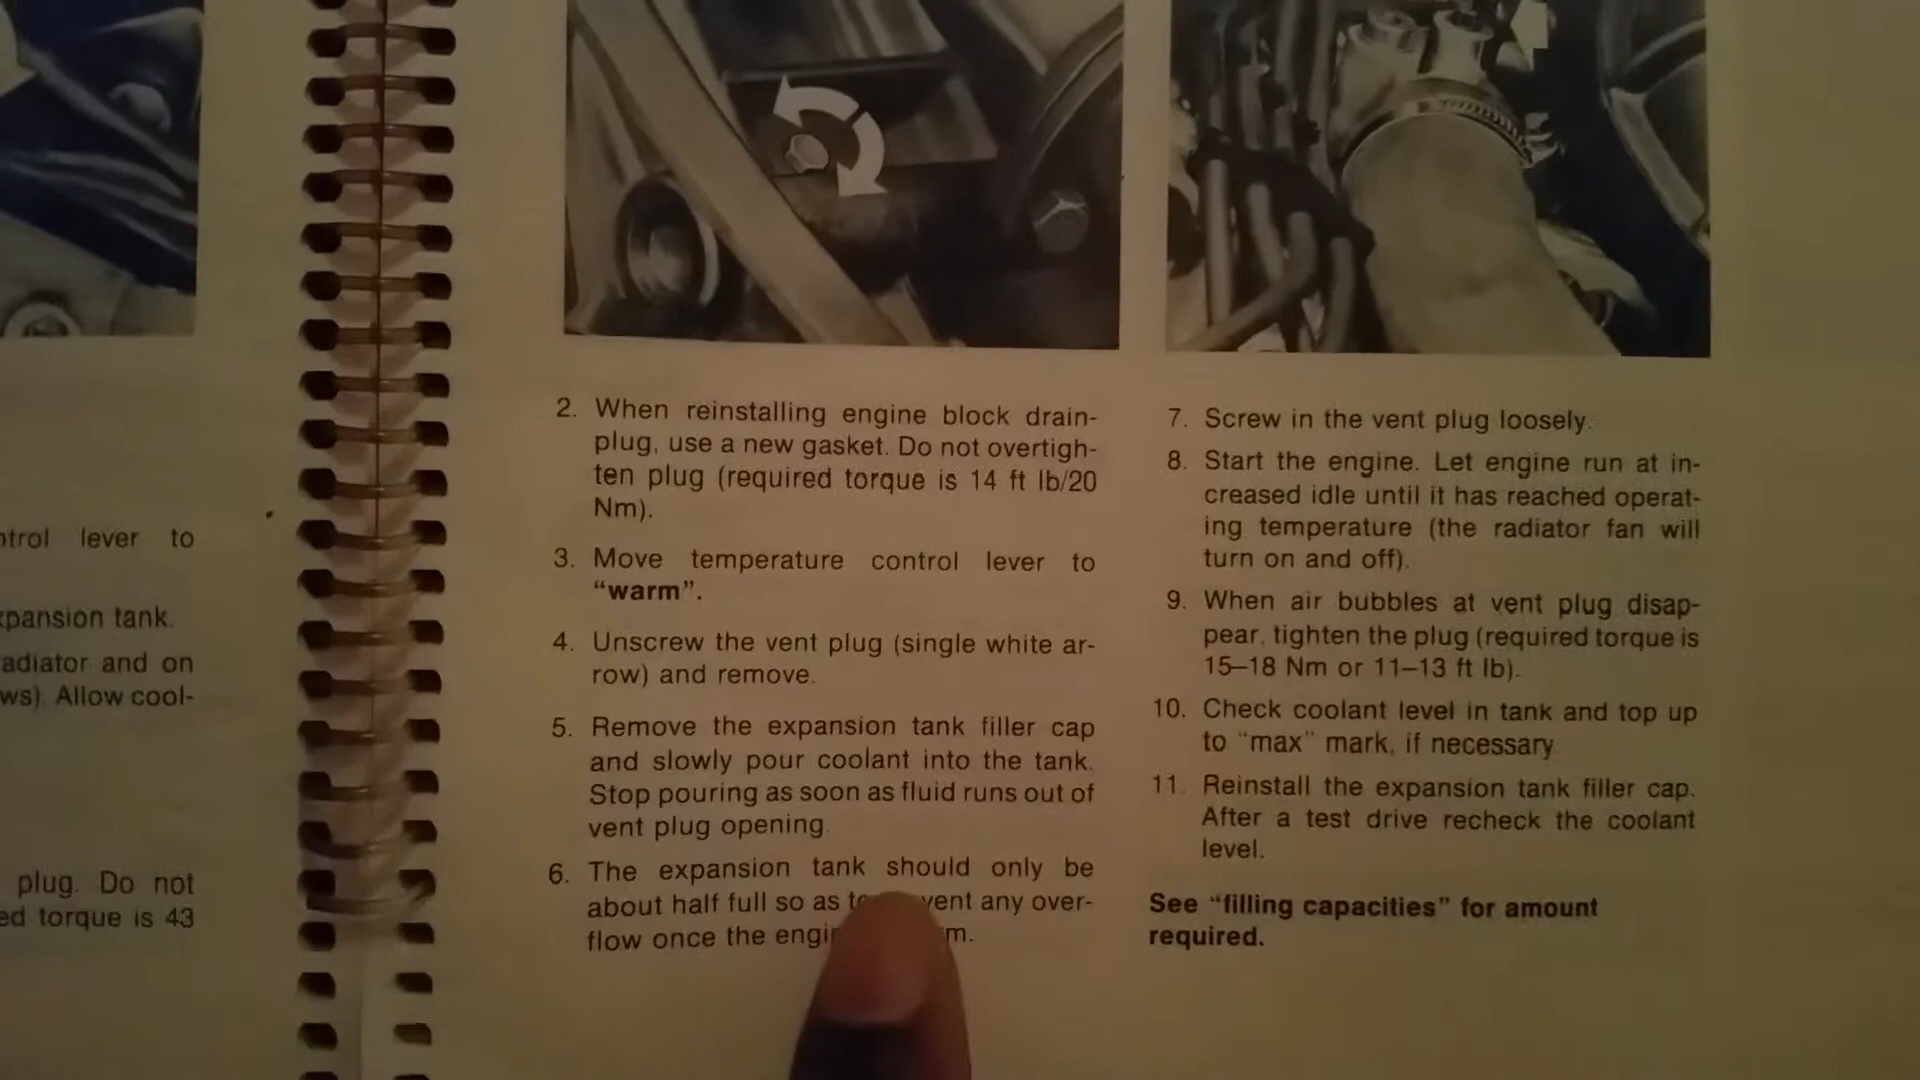 ntrol lever to
xpansion tank.
adiator and on
ws). Allow cool-
plug. Do not
ed torque is 43
2. When reinstalling engine block drain-
plug, use a new gasket. Do not overtigh-
ten plug (required torque is 14 ft lb/20
Nm).
3. Move temperature control lever to
“warm”.
4. Unscrew the vent plug (single white ar-
row) and remove.
5. Remove the expansion tank filler cap
and slowly pour coolant into the tank.
Stop pouring as soon as fluid runs out of
vent plug opening.
6. The expansion tank should only be
about half full so as vent any over-
flow once the m.
7. Screw in the vent plug loosely.
8. Start the engine. Let engine run at in-
creased idle until it has reached operat-
ing temperature (the radiator fan will
turn on and off).
9. When air bubbles at vent plug disap-
pear, tighten the plug (required torque is
15–18 Nm or 11–13 ft lb).
10. Check coolant level in tank and top up
to “max” mark, if necessary
11. Reinstall the expansion tank filler cap.
After a test drive recheck the coolant
level.
See “filling capacities” for amount
required.